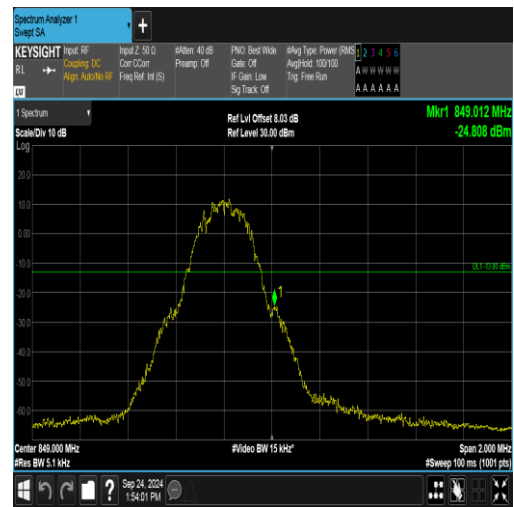 Spectrum Analyzer 1
Swept SA
+
KEYSIGHT Input: RF Input Z: 50 Ω #Atten: 40 dB PNO: Best Wide #Avg Type: Power (RMS 1 2 3 4 5 6
RL Coupling: DC Corr CCorr Preamp: Off Gate: Off Avg|Hold: 100/100 A W W W W W
Align: Auto/No RF Freq Ref: Int (S) IF Gain: Low Trig: Free Run
LXI Sig Track: Off A A A A A A
1 Spectrum Ref Lvl Offset 8.03 dB Mkr1 849.012 MHz
Scale/Div 10 dB Ref Level 30.00 dBm -24.808 dBm
Log
20.0
10.0
0.00
-10.0
DL1 -13.00 dBm
1
-20.0
-30.0
-40.0
-50.0
-60.0
Center 849.000 MHz #Video BW 15 kHz* Span 2.000 MHz
#Res BW 5.1 kHz #Sweep 100 ms (1001 pts)
? Sep 24, 2024
1:54:01 PM